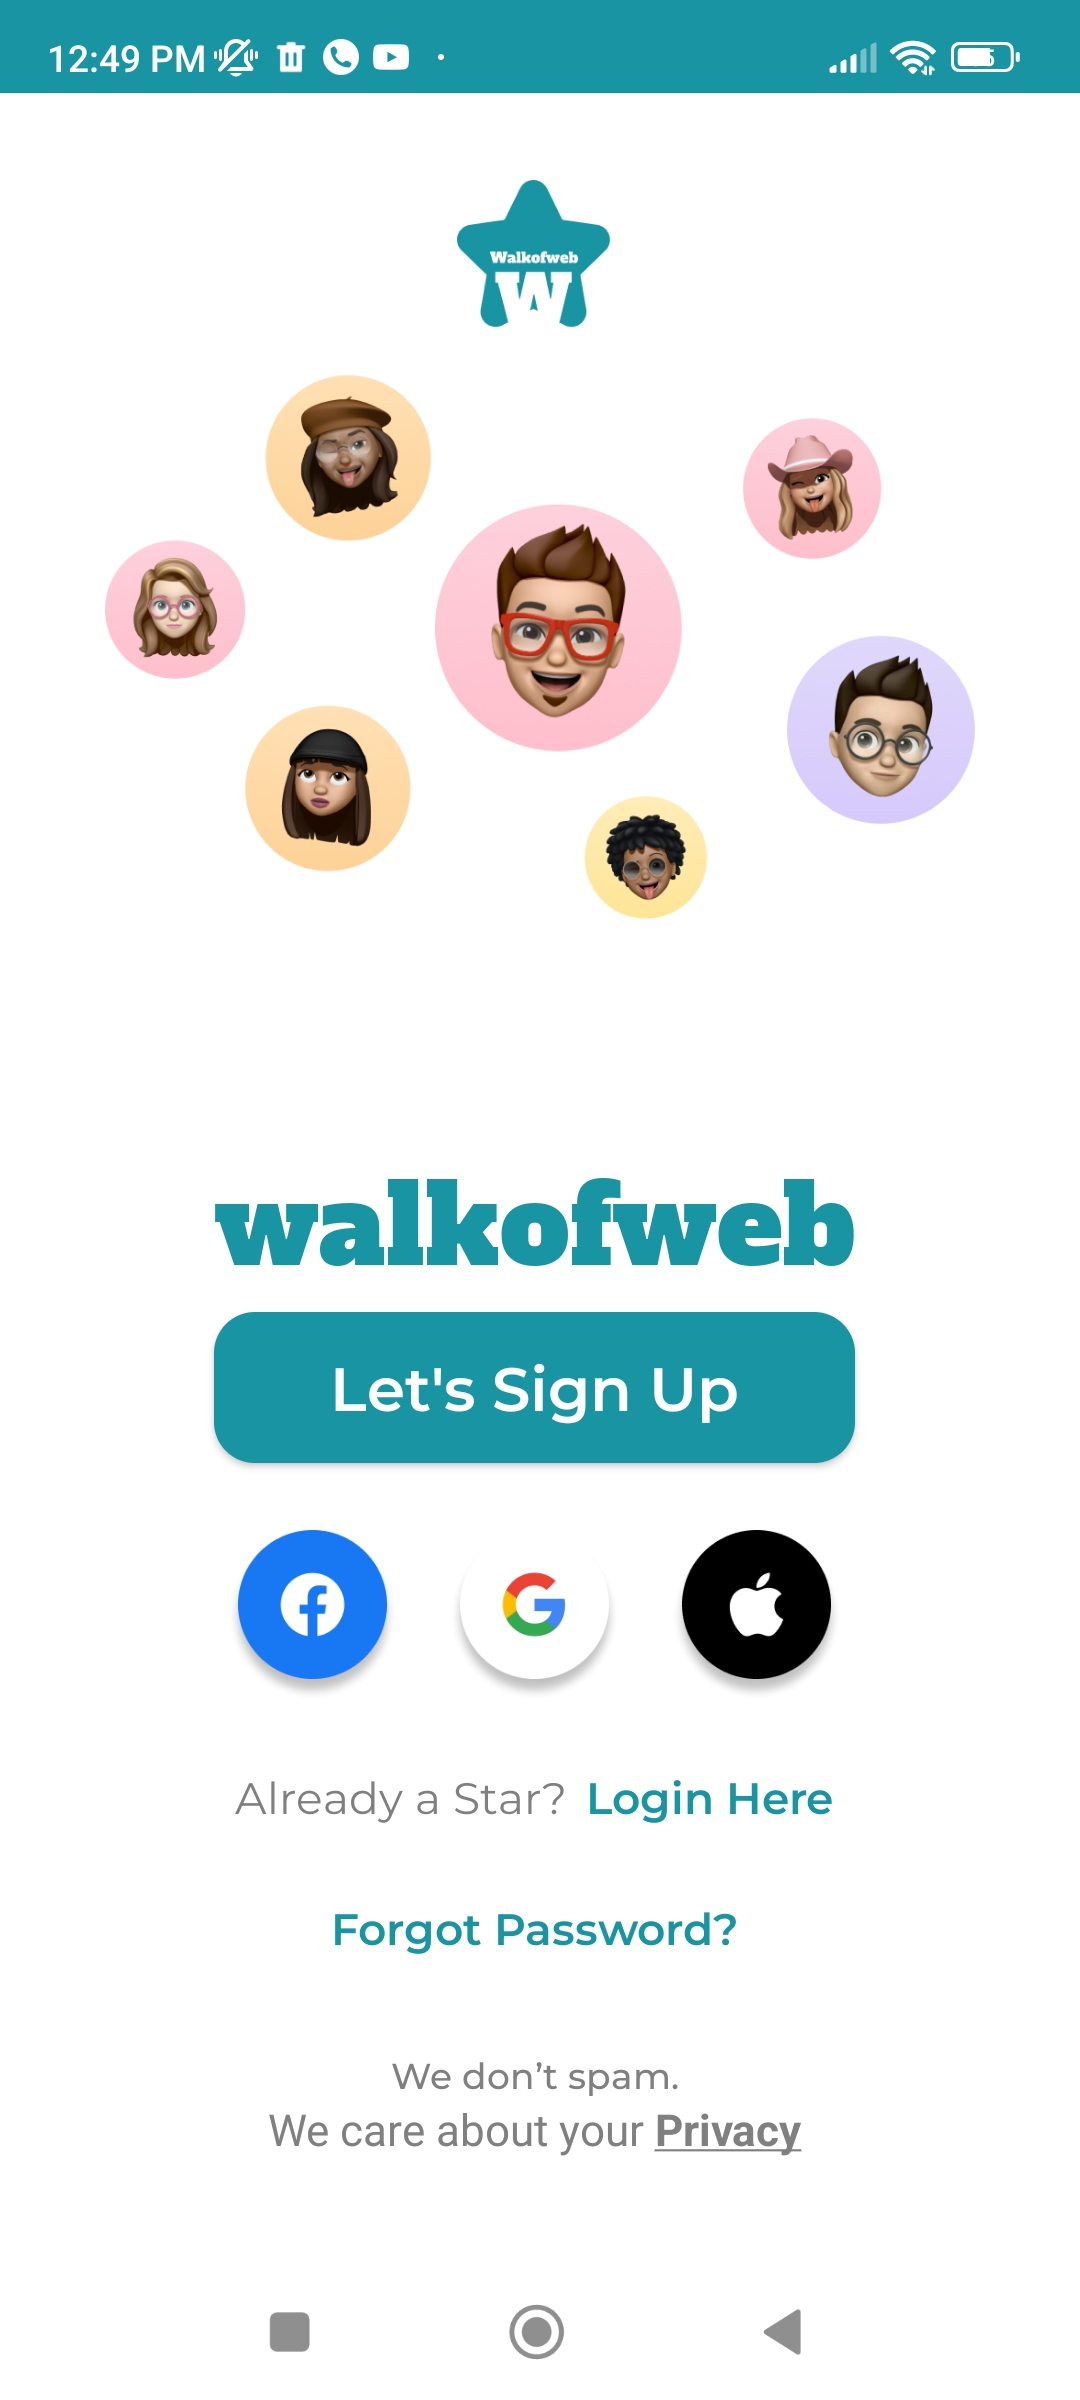 12:49 PM
Walkofweb
W
walkofweb
Let's Sign Up
Already a Star? Login Here
Forgot Password?
We don’t spam.
We care about your Privacy